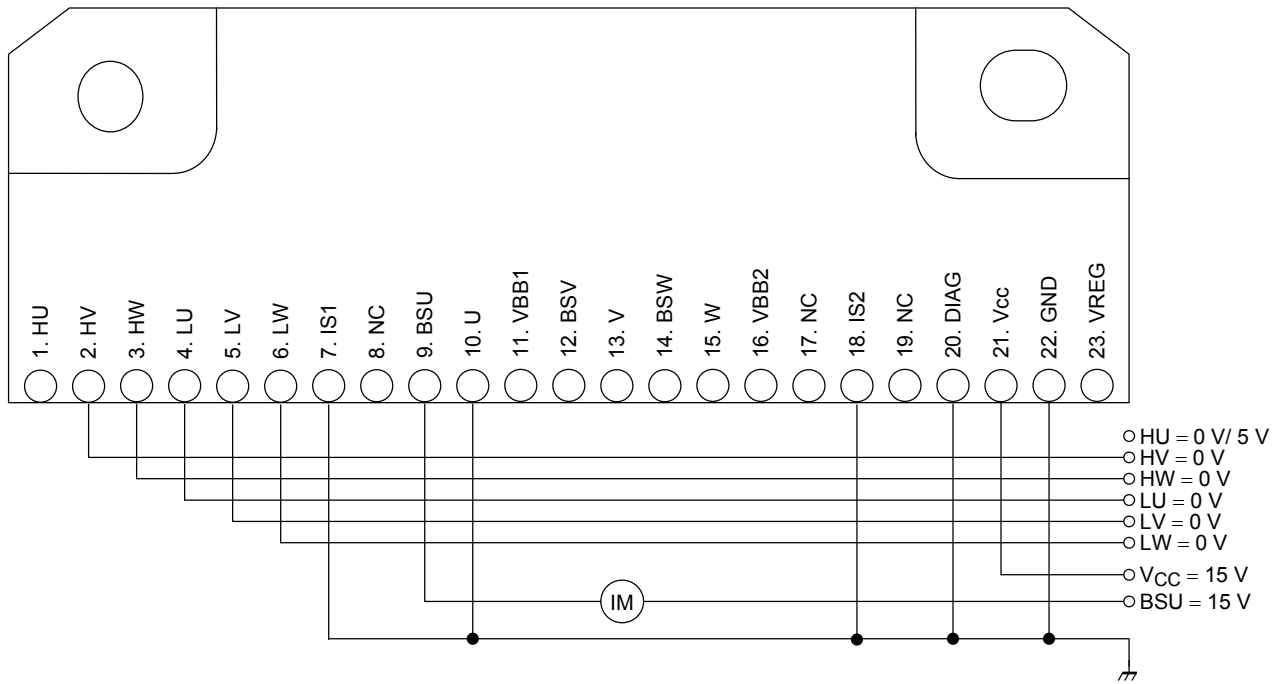 1. HU
2. HV
3. HW
4. LU
5. LV
6. LW
7. IS1
8. NC
9. BSU
10. U
11. VBB1
12. BSV
13. V
14. BSW
15. W
16. VBB2
17. NC
18. IS2
19. NC
20. DIAG
21. Vcc
22. GND
23. VREG
HU = 0 V/ 5 V
HV = 0 V
HW = 0 V
LU = 0 V
LV = 0 V
LW = 0 V
VCC = 15 V
IM
BSU = 15 V